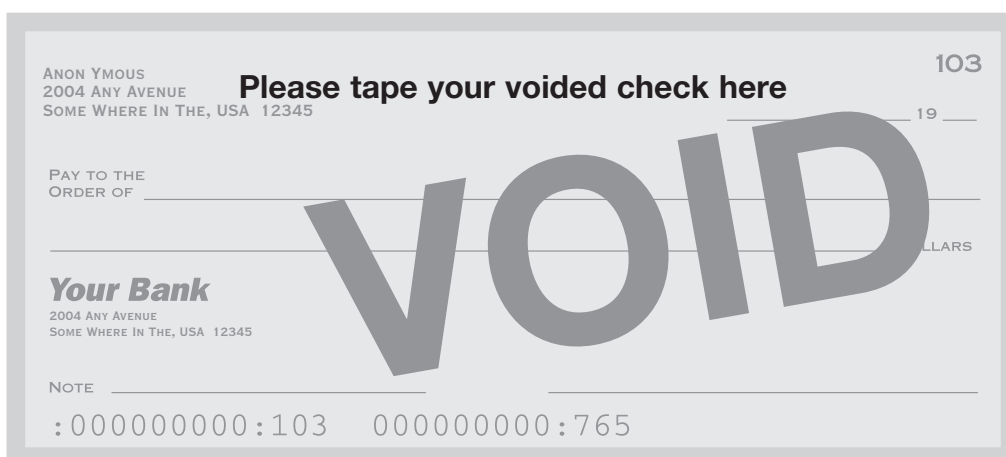 103
Anon Ymous
2004 Any Avenue
Some Where In The, USA 12345
Please tape your voided check here
19
Pay to the
Order of
VOID
LLARS
Your Bank
2004 Any Avenue
Some Where In The, USA 12345
Note
:000000000:103 000000000:765